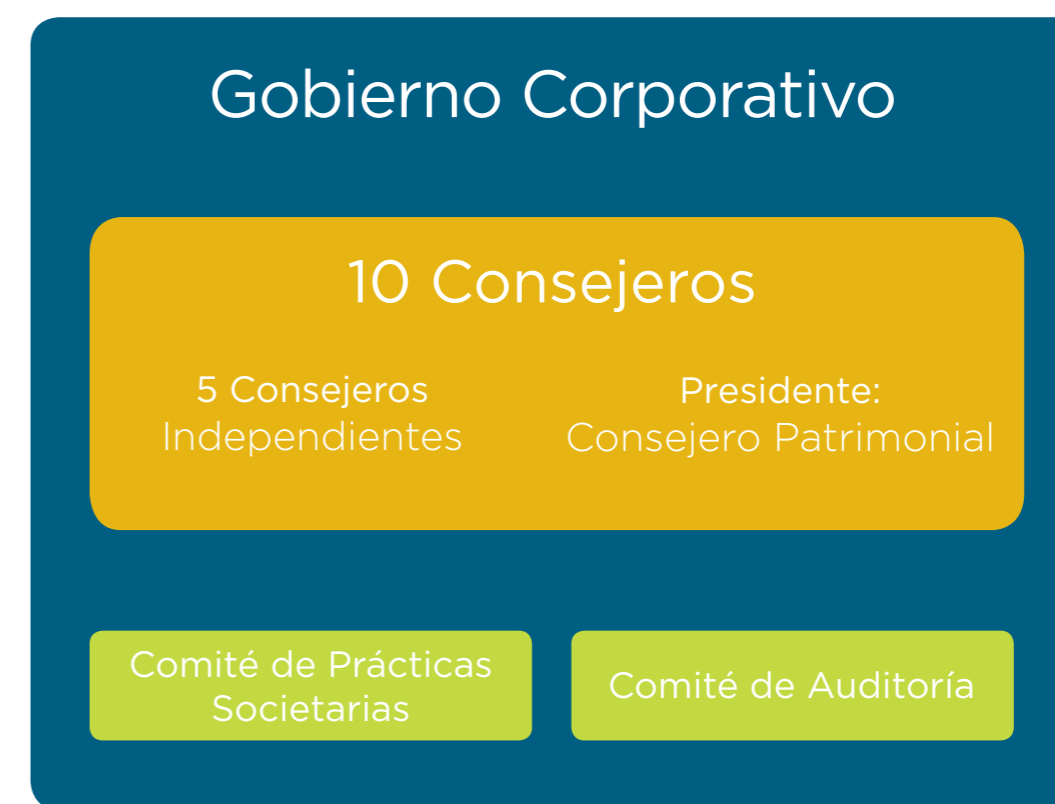 Gobierno Corporativo
10 Consejeros
5 Consejeros
Independientes
Presidente:
Consejero Patrimonial
Comité de Prácticas
Societarias
Comité de Auditoría